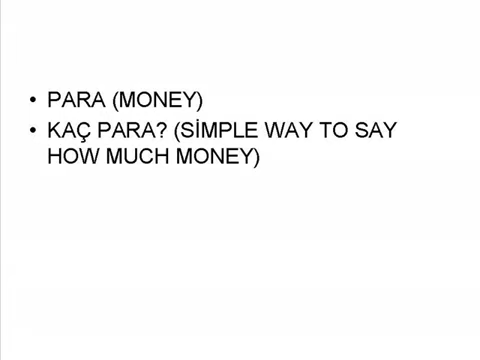 • PARA (MONEY)
• KAÇ PARA? (SİMPLE WAY TO SAY
HOW MUCH MONEY)